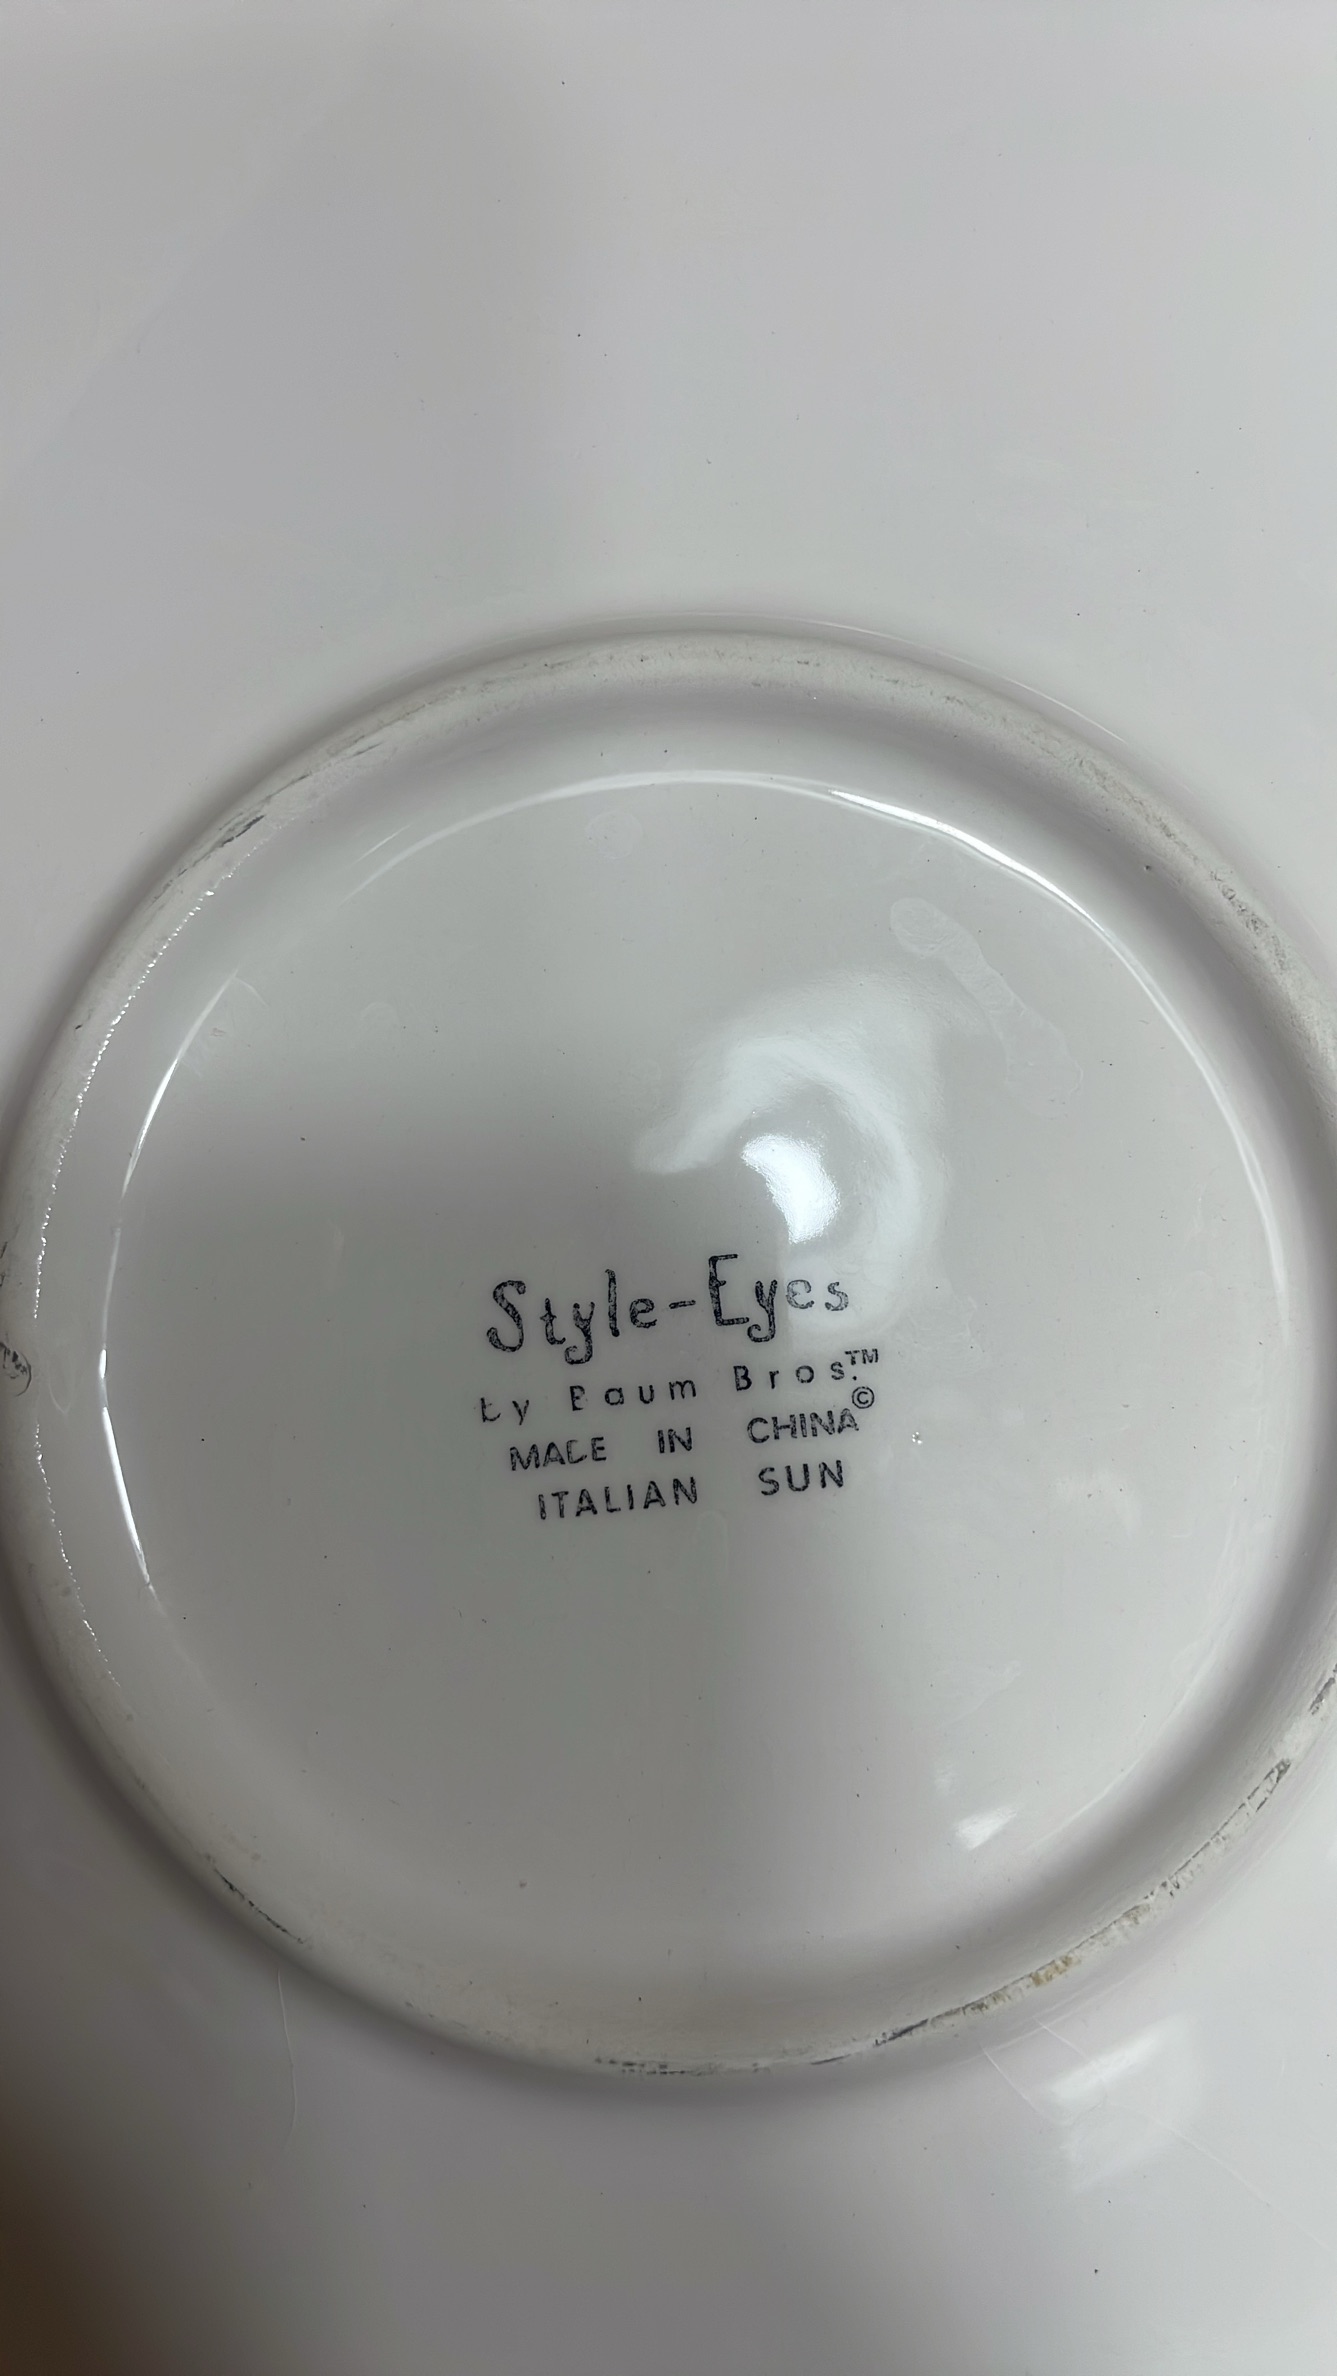 Style-Eyes
by Baum Bros.™
MADE IN CHINA©
ITALIAN SUN